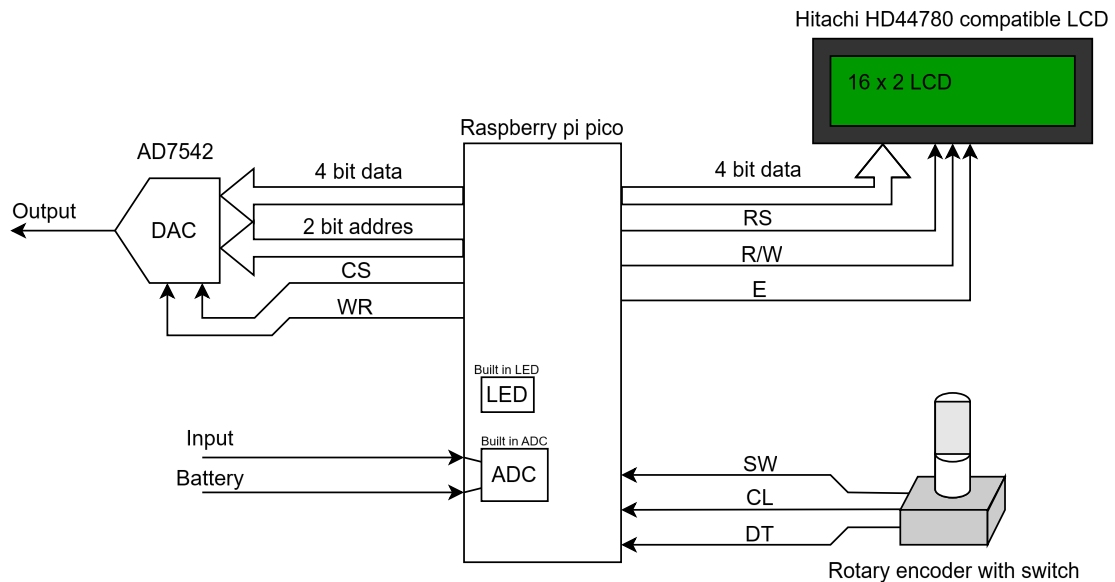 Hitachi HD44780 compatible LCD
16 x 2 LCD
Raspberry pi pico
AD7542
4 bit data
4 bit data
Output
DAC
2 bit addres
RS
R/W
CS
E
WR
Built in LED
LED
Input
Built in ADC
ADC
Battery
SW
CL
DT
Rotary encoder with switch